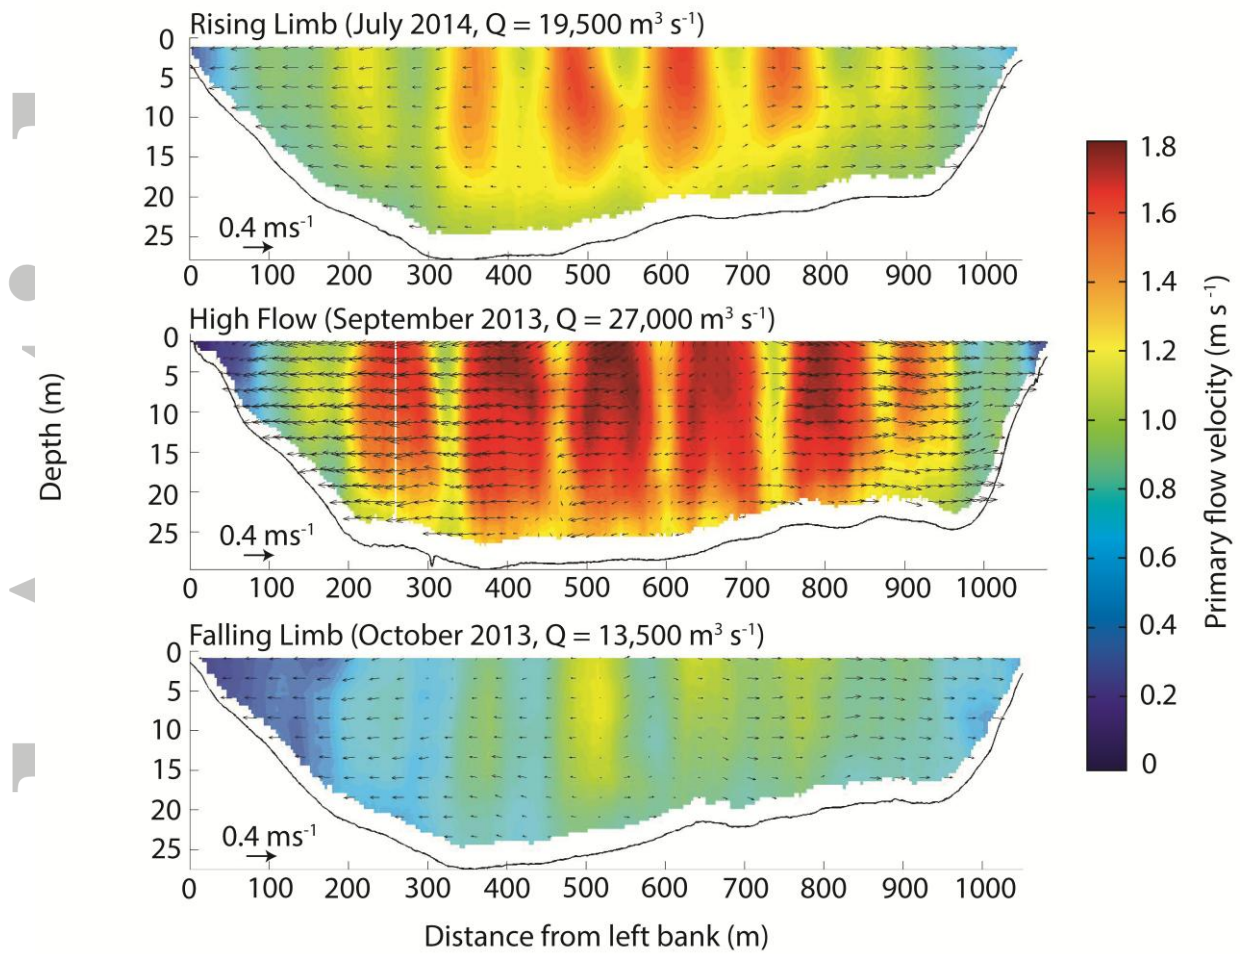 Rising Limb (July 2014, Q = 19,500 m³ s⁻¹)
0
5
10
15
20
25
0.4 ms⁻¹
0 100 200 300 400 500 600 700 800 900 1000
High Flow (September 2013, Q = 27,000 m³ s⁻¹)
0
5
10
15
20
25
0.4 ms⁻¹
0 100 200 300 400 500 600 700 800 900 1000
Falling Limb (October 2013, Q = 13,500 m³ s⁻¹)
0
5
10
15
20
25
0.4 ms⁻¹
0 100 200 300 400 500 600 700 800 900 1000
Distance from left bank (m)
Depth (m)
1.8
1.6
1.4
1.2
1.0
0.8
0.6
0.4
0.2
0
Primary flow velocity (m s ⁻¹)